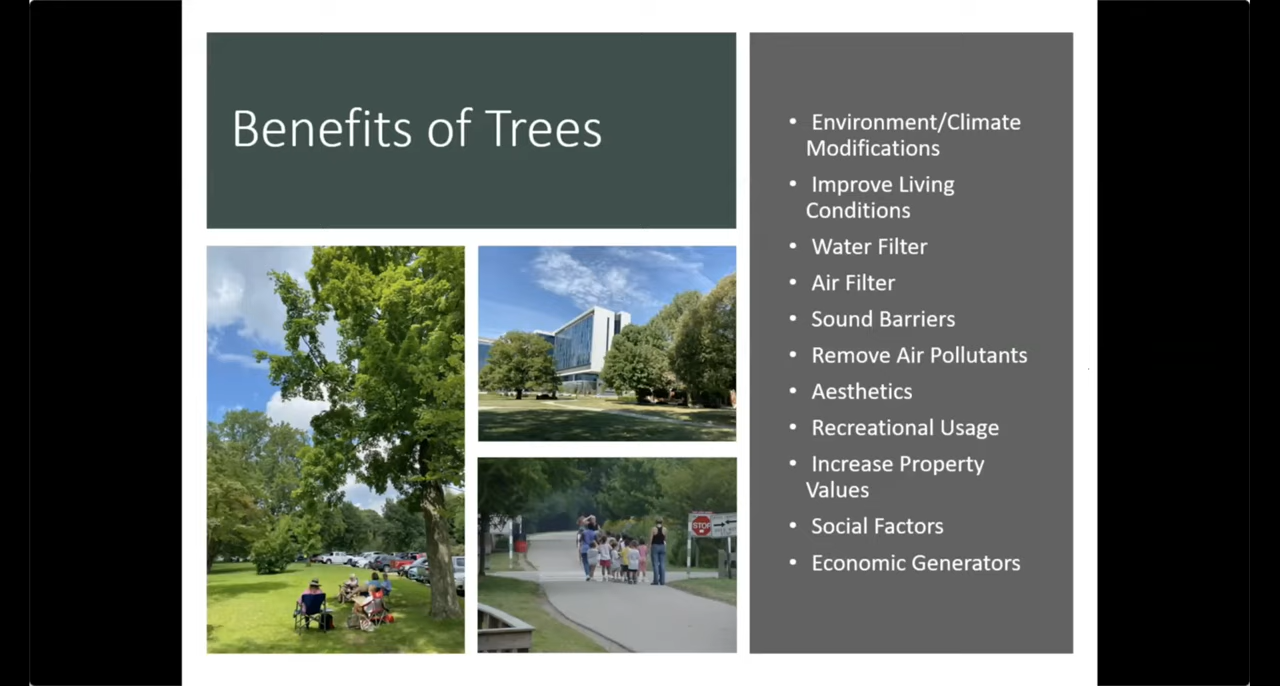 Benefits of Trees
• Environment/Climate
Modifications
• Improve Living
Conditions
• Water Filter
• Air Filter
• Sound Barriers
• Remove Air Pollutants
• Aesthetics
• Recreational Usage
• Increase Property
Values
• Social Factors
• Economic Generators
STOP